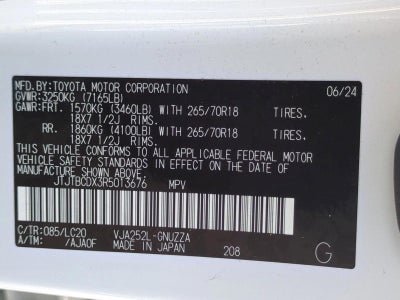 MFD.BY:TOYOTA MOTOR CORPORATION 06/24
GVWR:3250KG (7165LB)
GAWR:FRT. 1570KG (3460LB) WITH 265/70R18 TIRES.
18X7 1/2J RIMS.
RR. 1860KG (4100LB) WITH 265/70R18 TIRES.
18X7 1/2J RIMS.
THIS VEHICLE CONFORMS TO ALL APPLICABLE FEDERAL MOTOR
VEHICLE SAFETY STANDARDS IN EFFECT ON THE DATE OF
MANUFACTURE SHOWN ABOVE.
JTJTBCDX3R5013676 MPV
C/TR:085/LC20 VJA252L-GNUZZA
A/TM: /AJA0F MADE IN JAPAN 208 G